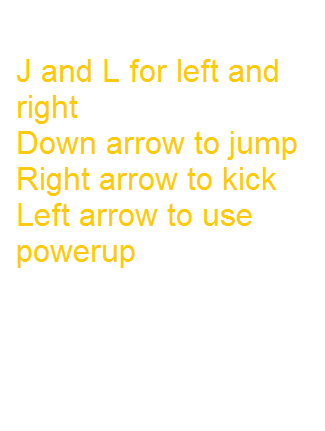 J and L for left and
right
Down arrow to jump
Right arrow to kick
Left arrow to use
powerup